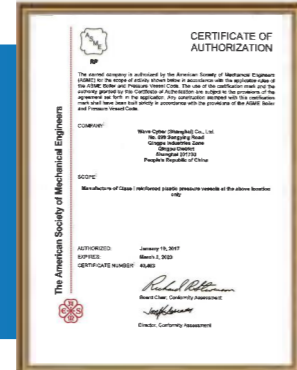 ASME
RP
CERTIFICATE OF
AUTHORIZATION
The named company is authorized by the American Society of Mechanical Engineers
(ASME) for the scope of activity shown below in accordance with the applicable rules of
the ASME Boiler and Pressure Vessel Code. The use of the certification mark and the
authority granted by this Certificate of Authorization are subject to the provisions of the
agreement set forth in the application. Any construction stamped with this certification
mark shall have been built strictly in accordance with the provisions of the ASME Boiler
and Pressure Vessel Code.
COMPANY:
Wave Cyber (Shanghai) Co., Ltd.
No. 299 Songying Road
Qingpu Industries Zone
Qingpu District
Shanghai 201732
People's Republic of China
SCOPE:
Manufacture of Class I reinforced plastic pressure vessels at the above location
only
AUTHORIZED: January 19, 2017
EXPIRES: March 3, 2020
CERTIFICATE NUMBER:
Board Chair, Conformity Assessment
Director, Conformity Assessment
The American Society of Mechanical Engineers